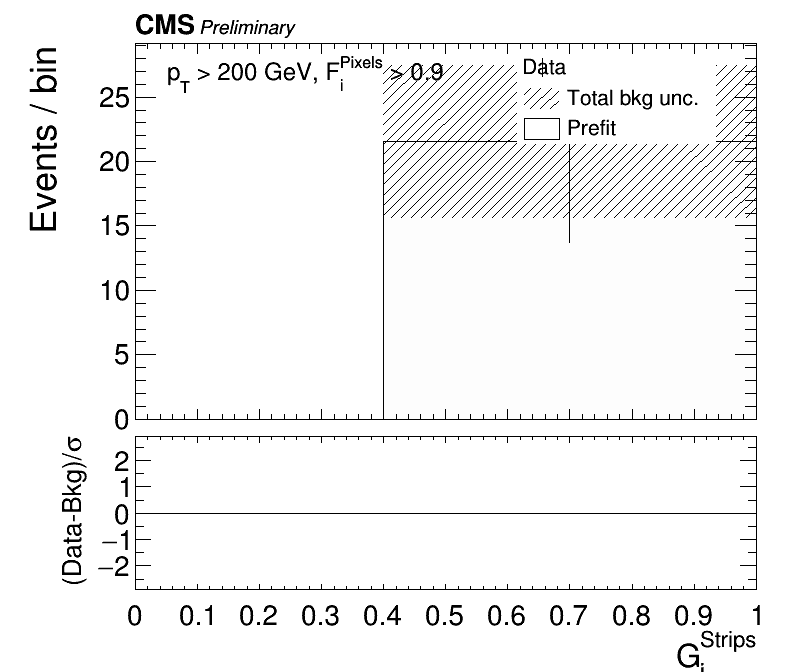 CMS Preliminary
Events / bin
p_T > 200 GeV, F_i^Pixels > 0.9
Data
Total bkg unc.
Prefit
25
20
15
10
5
0
(Data-Bkg)/σ
2
1
0
−1
−2
0 0.1 0.2 0.3 0.4 0.5 0.6 0.7 0.8 0.9 1
G_i^Strips